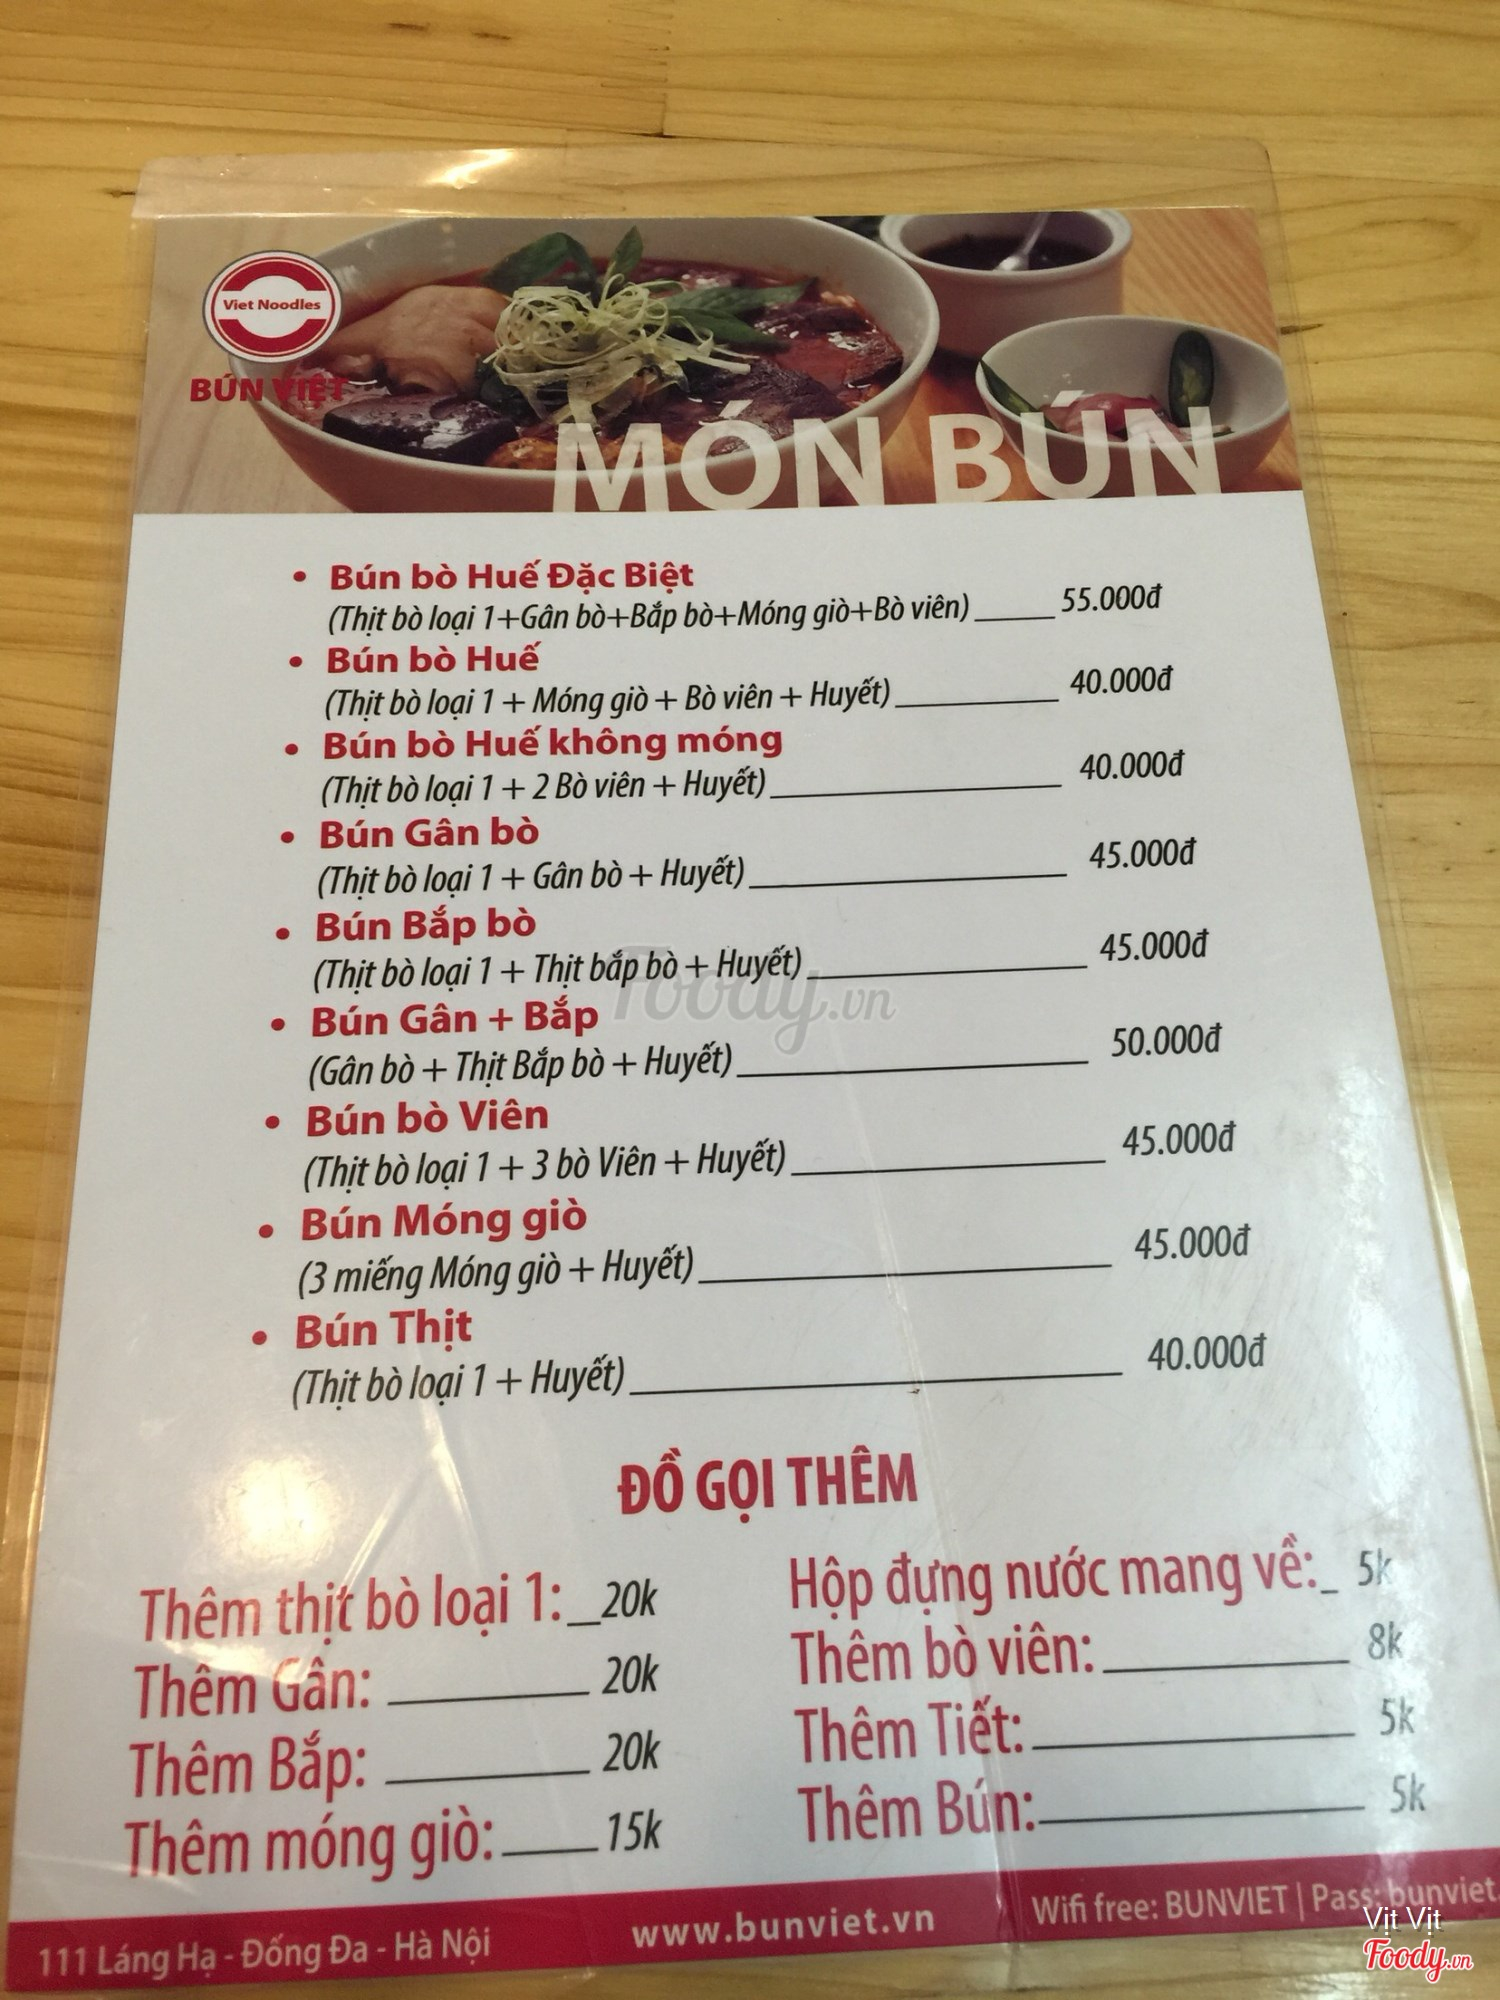 Viet Noodles
BÚN VIỆT
MÓN BÚN
• Bún bò Huế Đặc Biệt
(Thịt bò loại 1+Gân bò+Bắp bò+Móng giò+Bò viên) 55.000đ
• Bún bò Huế
(Thịt bò loại 1 + Móng giò + Bò viên + Huyết) 40.000đ
• Bún bò Huế không móng
(Thịt bò loại 1 + 2 Bò viên + Huyết) 40.000đ
• Bún Gân bò
(Thịt bò loại 1 + Gân bò + Huyết) 45.000đ
• Bún Bắp bò
(Thịt bò loại 1 + Thịt bắp bò + Huyết) 45.000đ
Foody.vn
• Bún Gân + Bắp
(Gân bò + Thịt Bắp bò + Huyết) 50.000đ
• Bún bò Viên
(Thịt bò loại 1 + 3 bò Viên + Huyết) 45.000đ
• Bún Móng giò
(3 miếng Móng giò + Huyết) 45.000đ
• Bún Thịt
(Thịt bò loại 1 + Huyết) 40.000đ
ĐỒ GỌI THÊM
Thêm thịt bò loại 1: 20k
Thêm Gân: 20k
Thêm Bắp: 20k
Thêm móng giò: 15k
Hộp đựng nước mang về: 5k
Thêm bò viên: 8k
Thêm Tiết: 5k
Thêm Bún: 5k
111 Láng Hạ - Đống Đa - Hà Nội
www.bunviet.vn
Wifi free: BUNVIET | Pass: bunviet
Vịt Vịt
Foody.vn